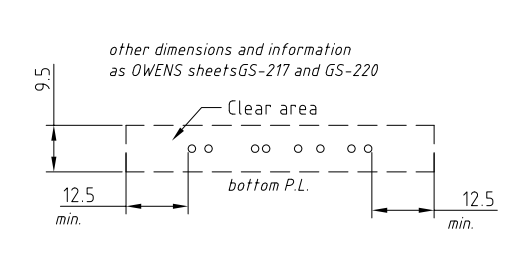 other dimensions and information
as OWENS sheetsGS-217 and GS-220
9.5
Clear area
bottom P.L.
12.5
min.
12.5
min.